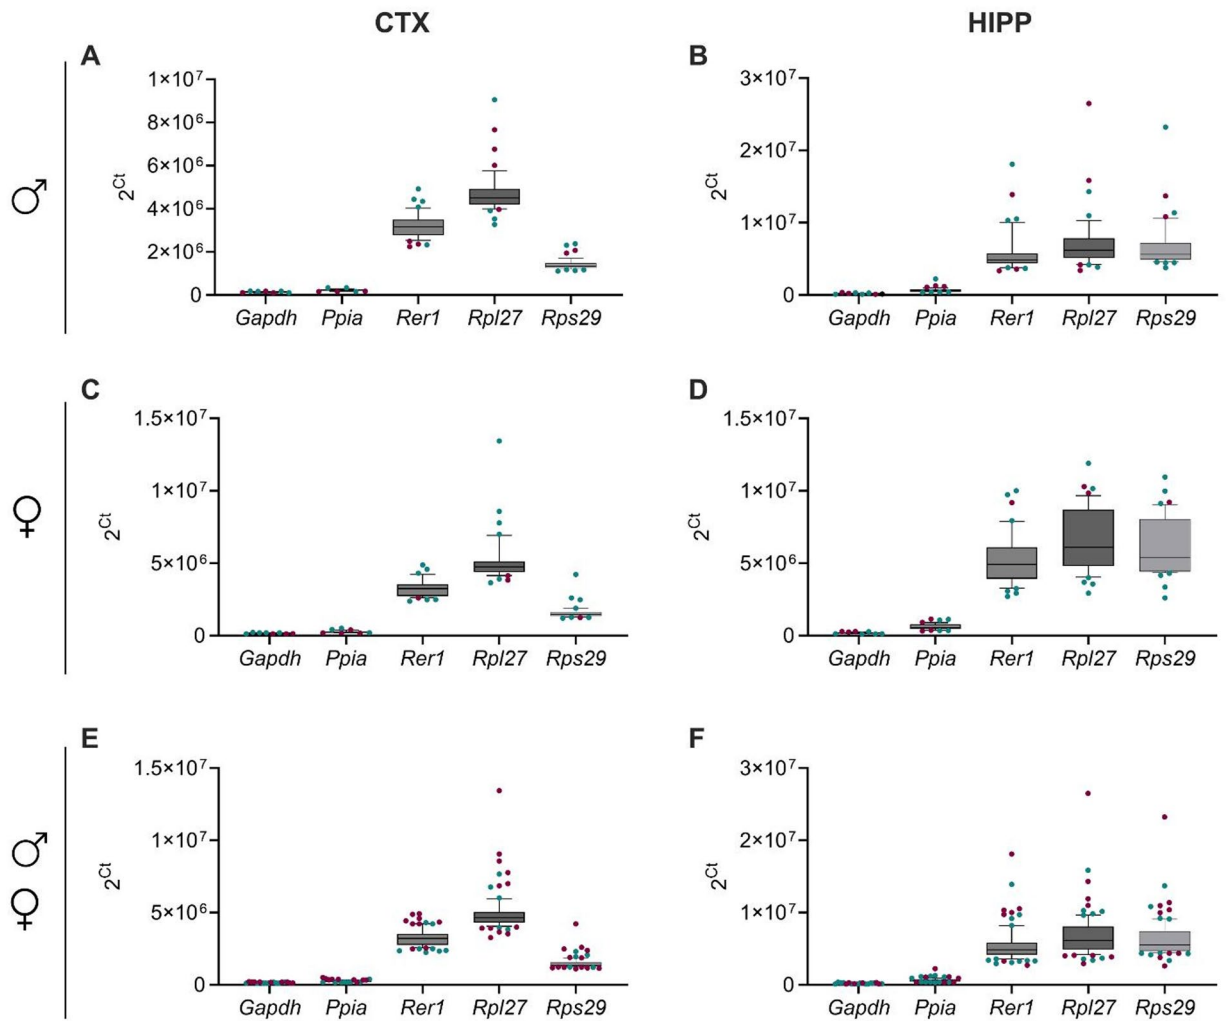 CTX
HIPP
A
2^Ct
1×10⁷
8×10⁶
6×10⁶
4×10⁶
2×10⁶
0
Gapdh Ppia Rer1 Rpl27 Rps29
B
2^Ct
3×10⁷
2×10⁷
1×10⁷
0
Gapdh Ppia Rer1 Rpl27 Rps29
♂
C
2^Ct
1.5×10⁷
1×10⁷
5×10⁶
0
Gapdh Ppia Rer1 Rpl27 Rps29
D
2^Ct
1.5×10⁷
1×10⁷
5×10⁶
0
Gapdh Ppia Rer1 Rpl27 Rps29
♀
E
2^Ct
1.5×10⁷
1×10⁷
5×10⁶
0
Gapdh Ppia Rer1 Rpl27 Rps29
F
2^Ct
3×10⁷
2×10⁷
1×10⁷
0
Gapdh Ppia Rer1 Rpl27 Rps29
♂
♀